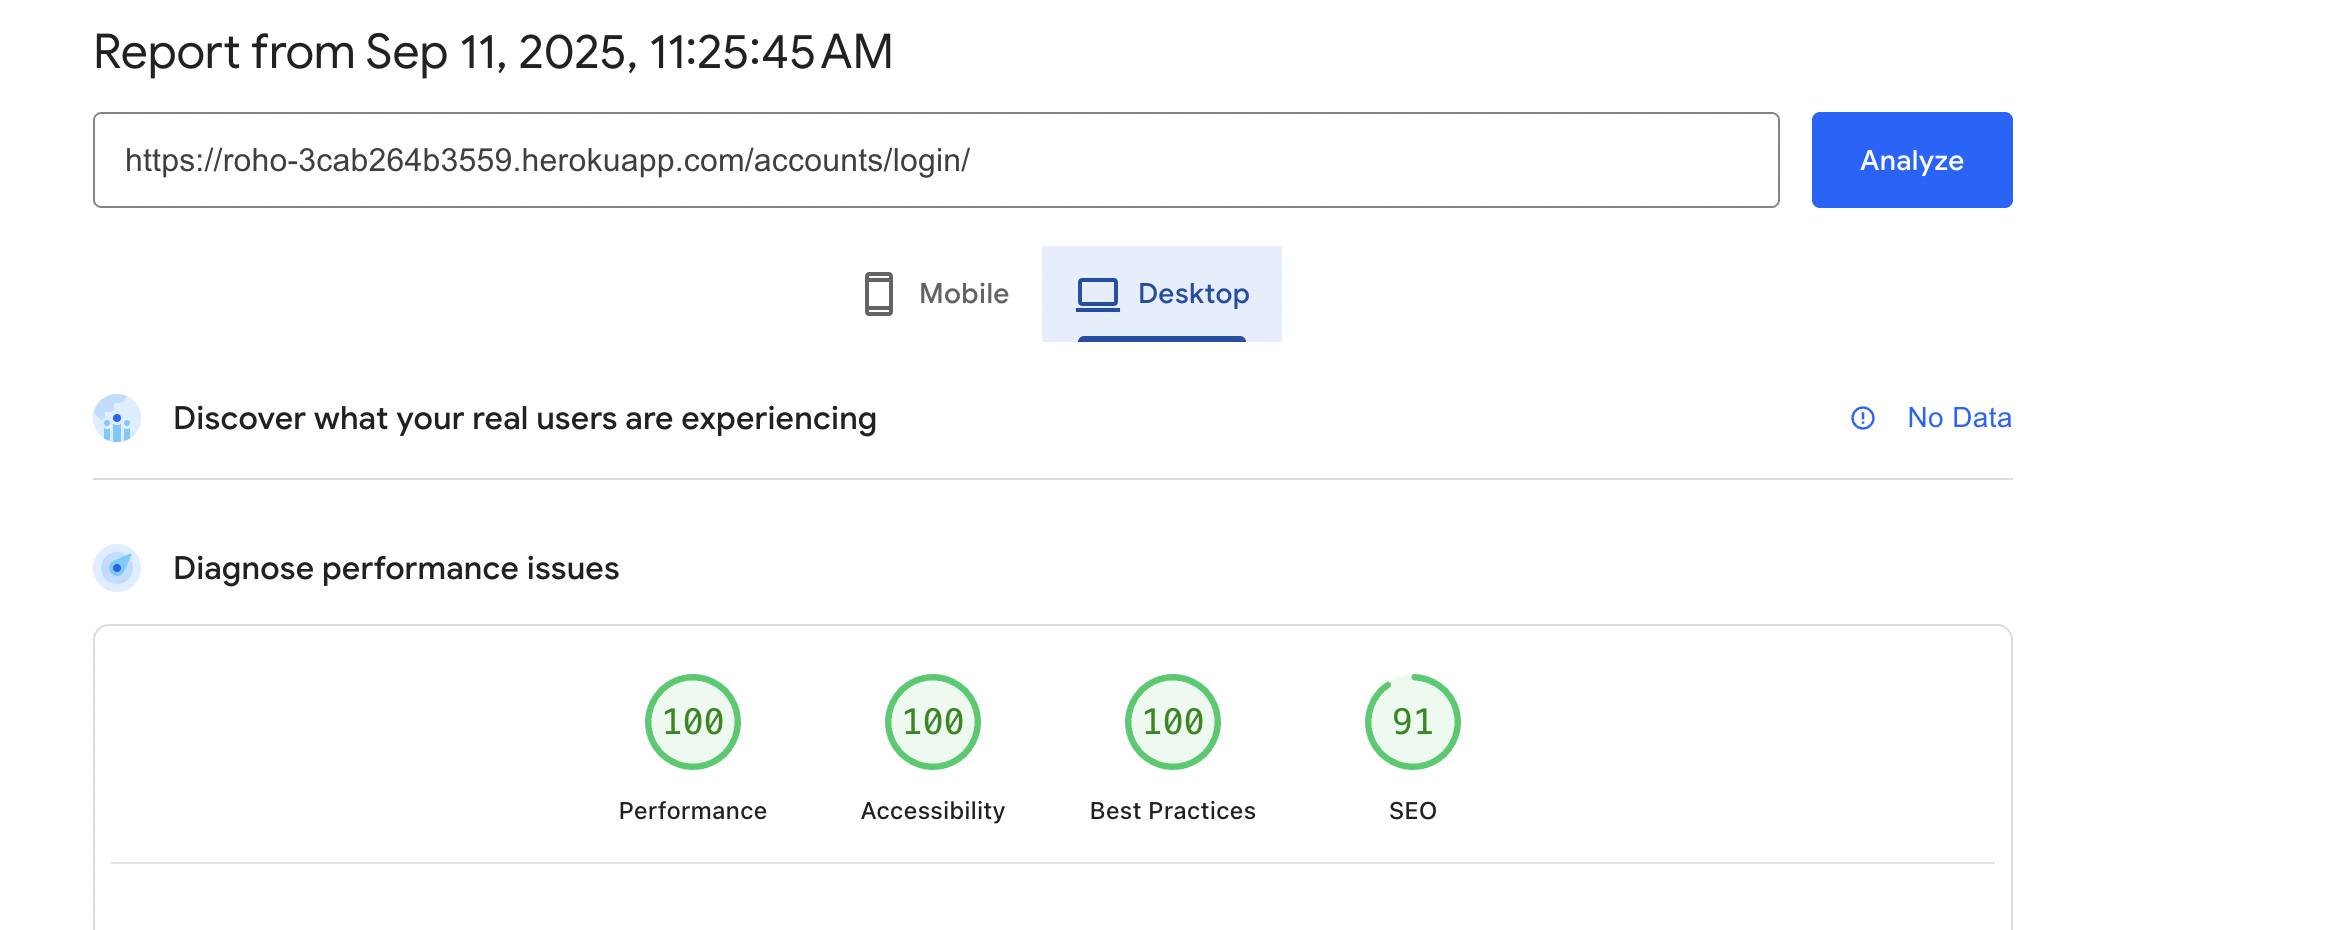 Report from Sep 11, 2025, 11:25:45 AM
https://roho-3cab264b3559.herokuapp.com/accounts/login/
Analyze
Mobile
Desktop
Discover what your real users are experiencing
No Data
Diagnose performance issues
100
100
100
91
Performance
Accessibility
Best Practices
SEO